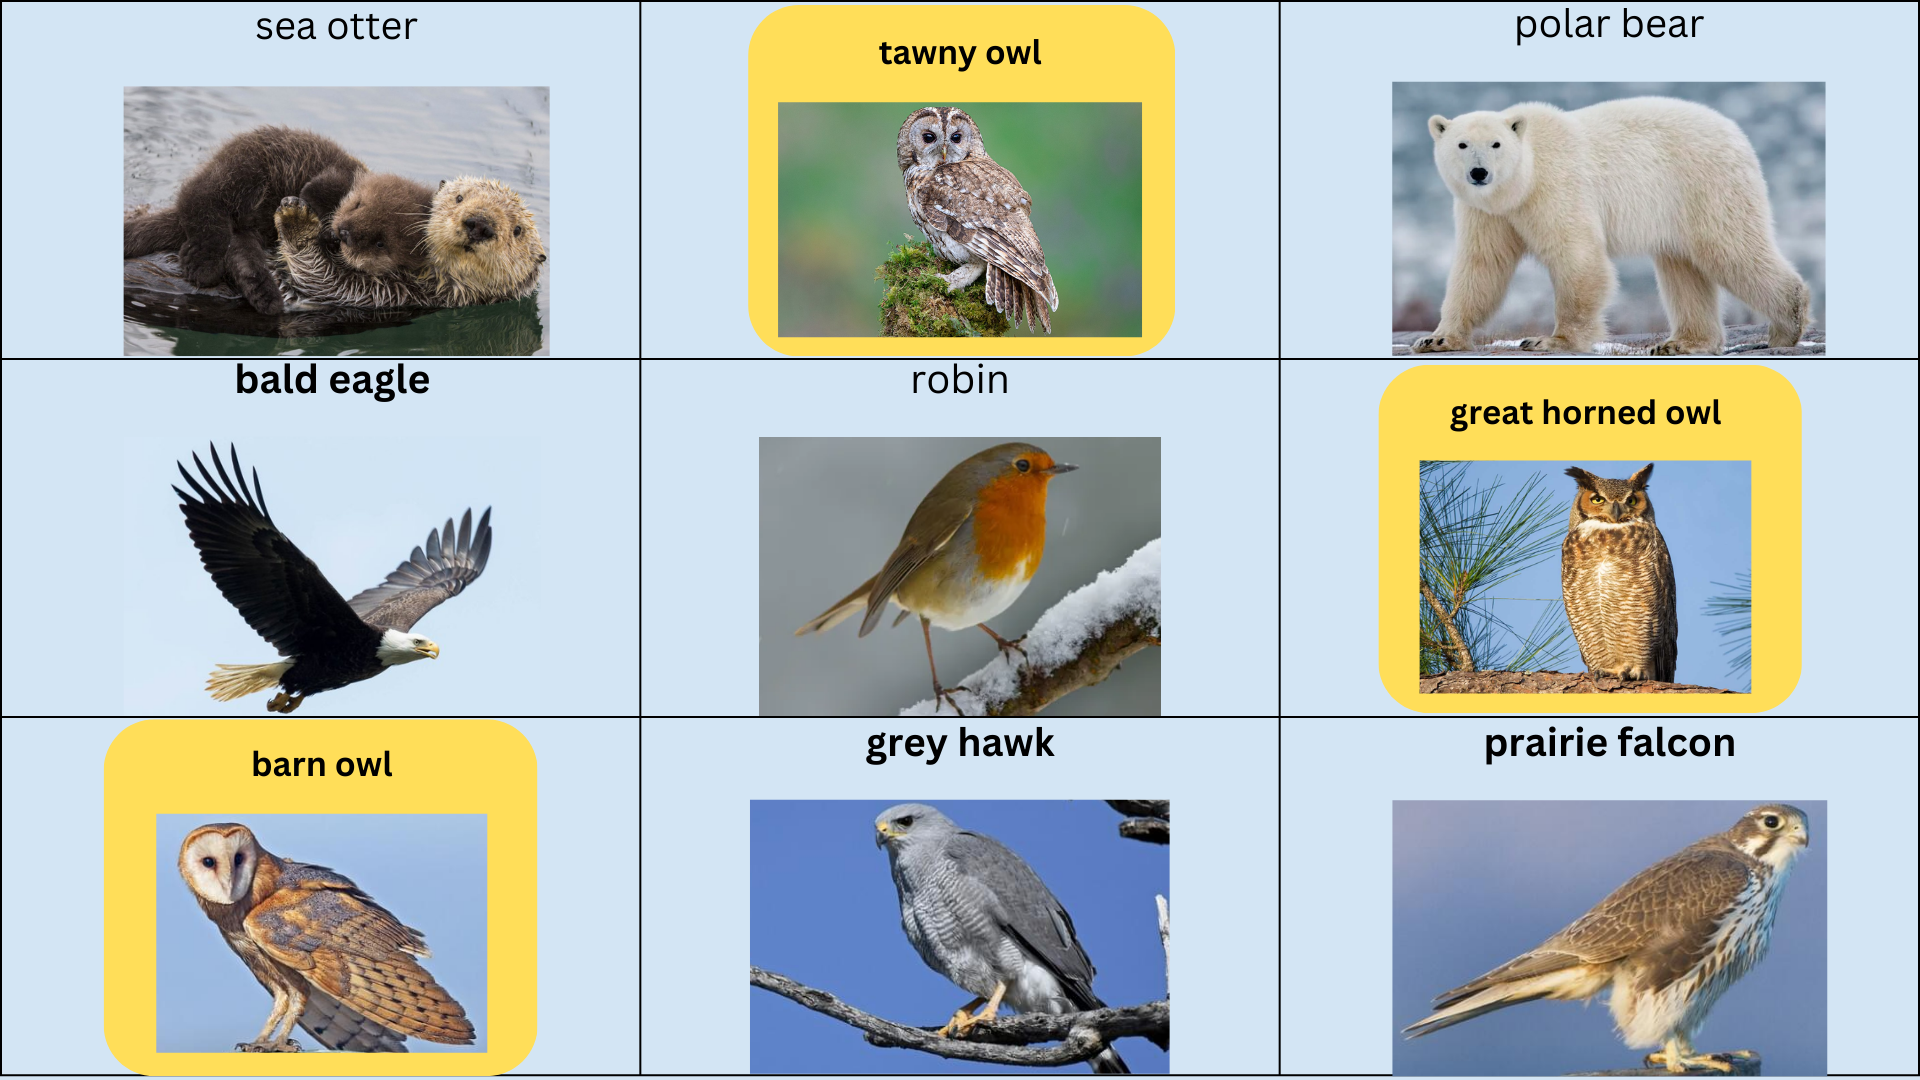 sea otter
tawny owl
polar bear
bald eagle
robin
great horned owl
barn owl
grey hawk
prairie falcon